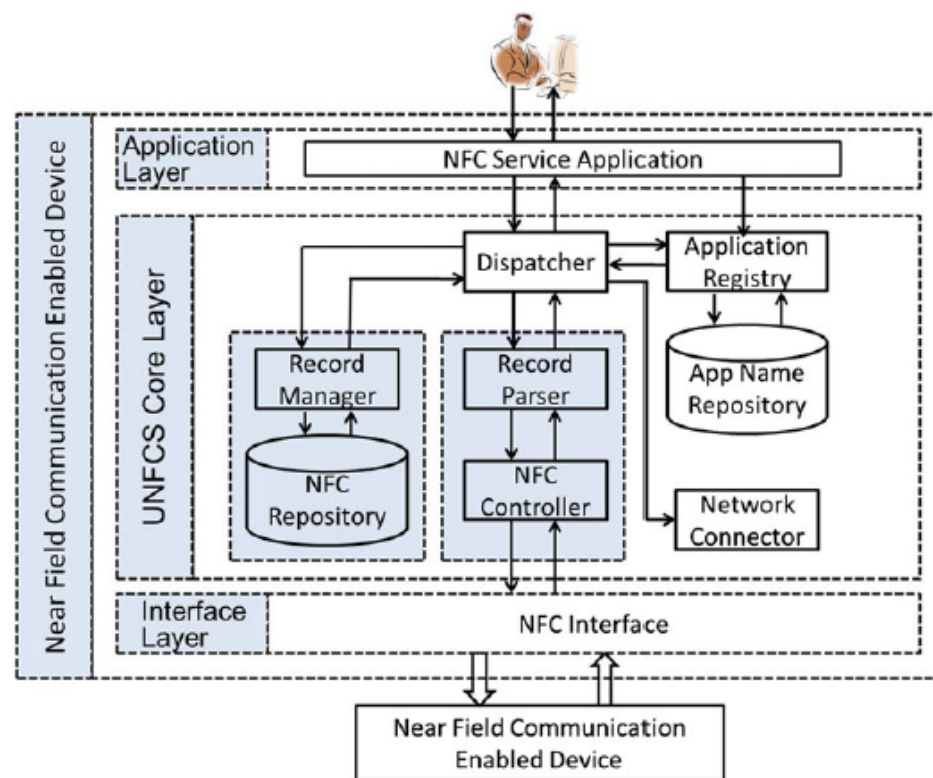 Near Field Communication Enabled Device
Application
Layer
NFC Service Application
UNFCS Core Layer
Dispatcher
Application
Registry
Record
Manager
Record
Parser
App Name
Repository
NFC
Repository
NFC
Controller
Network
Connector
Interface
Layer
NFC Interface
Near Field Communication
Enabled Device